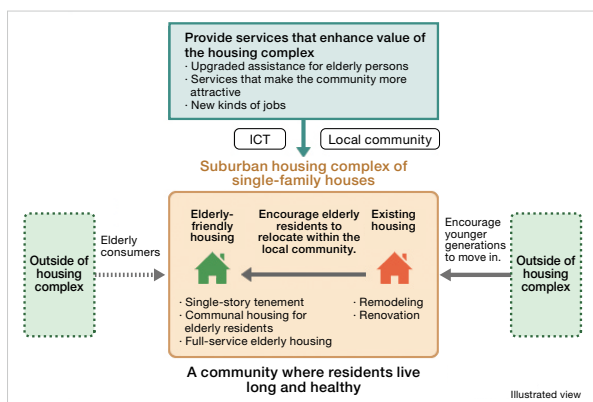 Provide services that enhance value of
the housing complex
· Upgraded assistance for elderly persons
· Services that make the community more
attractive
· New kinds of jobs
ICT
Local community
Suburban housing complex of
single-family houses
Outside of
housing
complex
Elderly
consumers
Elderly-
friendly
housing
Encourage elderly
residents to
relocate within the
local community.
Existing
housing
Encourage
younger
generations
to move in.
Outside of
housing
complex
· Single-story tenement
· Communal housing for
elderly residents
· Full-service elderly housing
· Remodeling
· Renovation
A community where residents live
long and healthy
Illustrated view